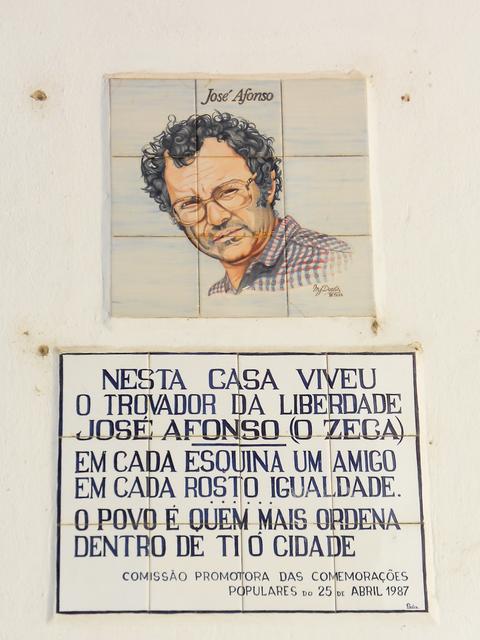 José Afonso
NESTA CASA VIVEU
O TROVADOR DA LIBERDADE
JOSÉ AFONSO (O ZECA)
EM CADA ESQUINA UM AMIGO
EM CADA ROSTO IGUALDADE.
O POVO É QUEM MAIS ORDENA
DENTRO DE TI Ó CIDADE
COMISSÃO PROMOTORA DAS COMEMORAÇÕES
POPULARES DO 25 DE ABRIL 1987